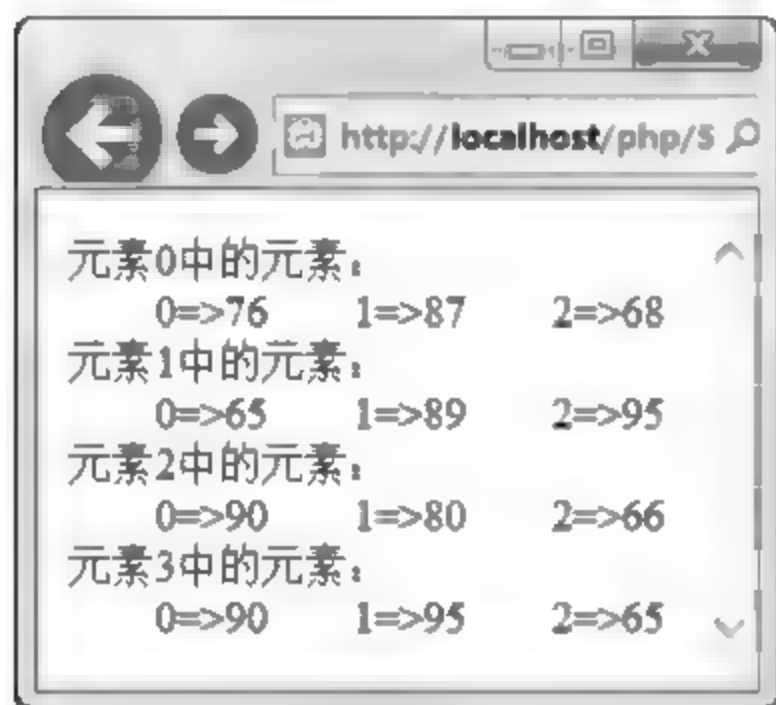 http://localhost/php/5
元素0中的元素：
0=>76 1=>87 2=>68
元素1中的元素：
0=>65 1=>89 2=>95
元素2中的元素：
0=>90 1=>80 2=>66
元素3中的元素：
0=>90 1=>95 2=>65